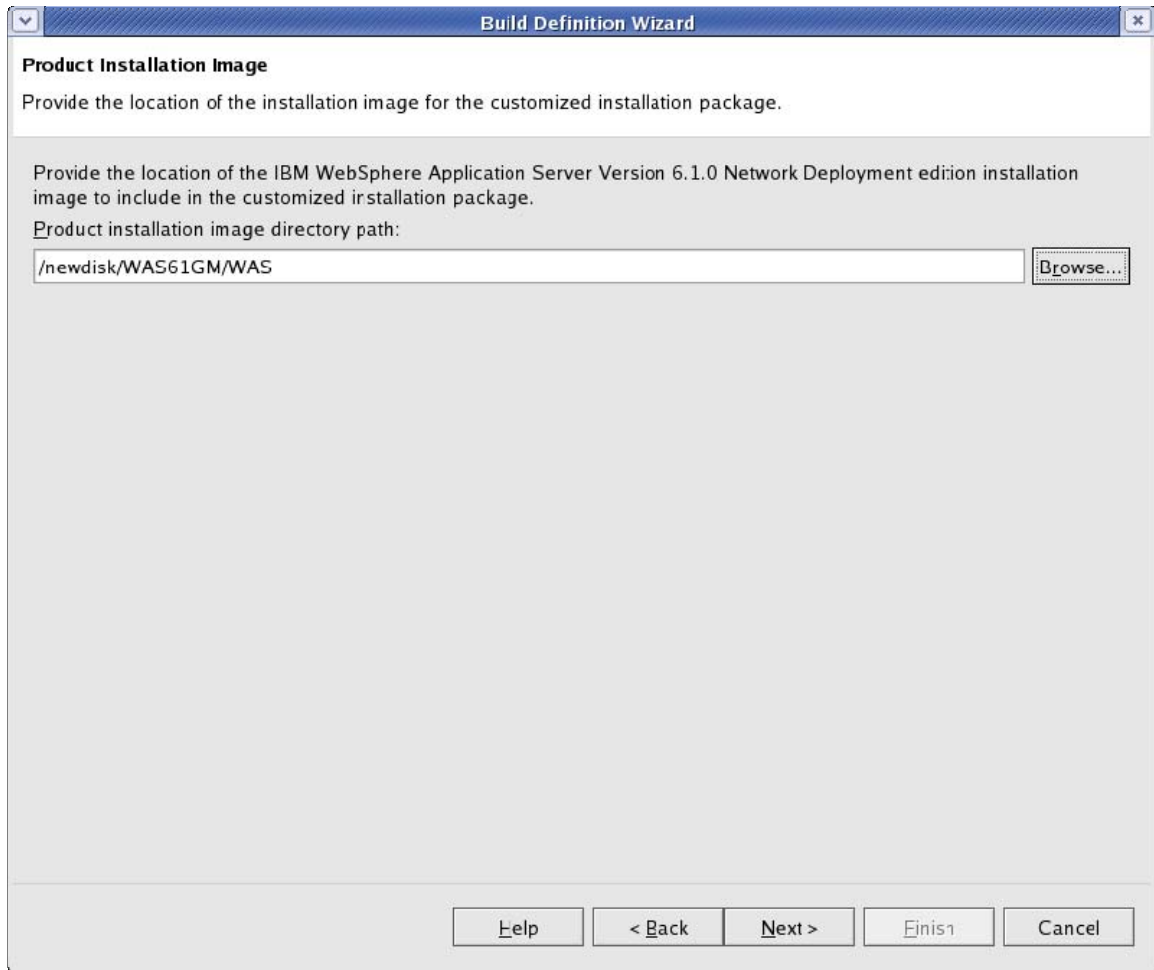 Build Definition Wizard
Product Installation Image
Provide the location of the installation image for the customized installation package.
Provide the location of the IBM WebSphere Application Server Version 6.1.0 Network Deployment edition installation
image to include in the customized installation package.
Product installation image directory path:
/newdisk/WAS61GM/WAS
Browse...
Help
< Back
Next >
Finish
Cancel